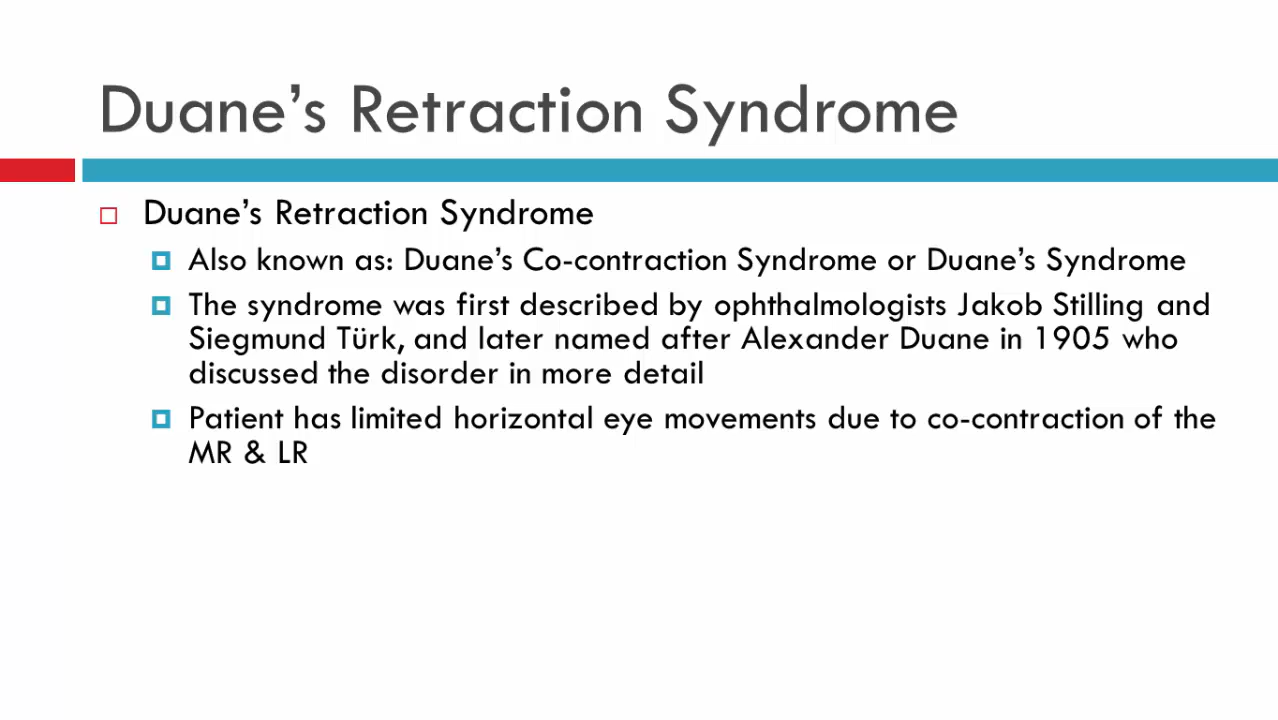 Duane’s Retraction Syndrome
Duane’s Retraction Syndrome
Also known as: Duane’s Co-contraction Syndrome or Duane’s Syndrome
The syndrome was first described by ophthalmologists Jakob Stilling and
Siegmund Türk, and later named after Alexander Duane in 1905 who
discussed the disorder in more detail
Patient has limited horizontal eye movements due to co-contraction of the
MR & LR